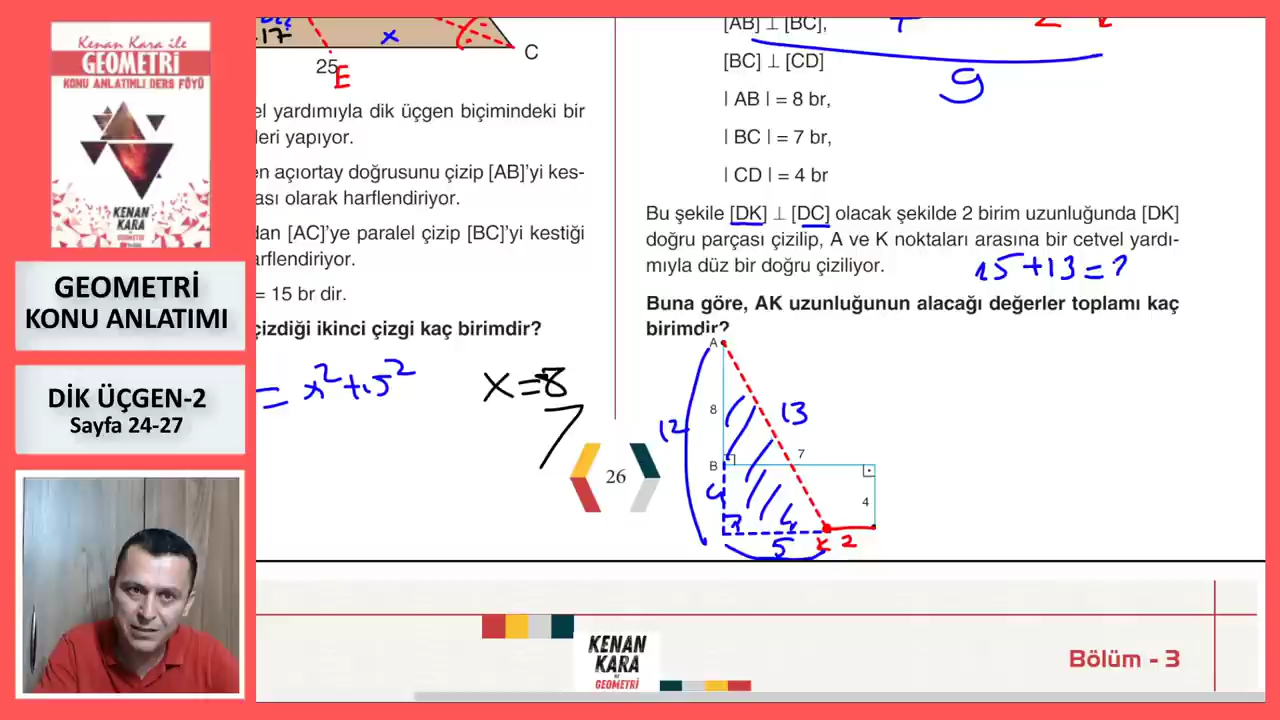 Kenan Kara ile
GEOMETRİ
KONU ANLATIMLI DERS FÖYÜ
KENAN
KARA
GEOMETRİ
GEOMETRİ
KONU ANLATIMI
DİK ÜÇGEN-2
Sayfa 24-27
17
x
C
25
E
el yardımıyla dik üçgen biçimindeki bir
leri yapıyor.
en açıortay doğrusunu çizip [AB]'yi kes-
ası olarak harflendiriyor.
dan [AC]'ye paralel çizip [BC]'yi kestiği
arflendiriyor.
= 15 br dir.
çizdiği ikinci çizgi kaç birimdir?
= x²+15²
x=8
26
[AB] ⊥ [BC],
9
[BC] ⊥ [CD]
| AB | = 8 br,
| BC | = 7 br,
| CD | = 4 br
Bu şekile [DK] ⊥ [DC] olacak şekilde 2 birim uzunluğunda [DK]
doğru parçası çizilip, A ve K noktaları arasına bir cetvel yardı-
mıyla düz bir doğru çiziliyor.
15+13=?
Buna göre, AK uzunluğunun alacağı değerler toplamı kaç
birimdir?
A
8
13
12
7
B
4
4
5
K
2
KENAN
KARA
GEOMETRİ
Bölüm - 3